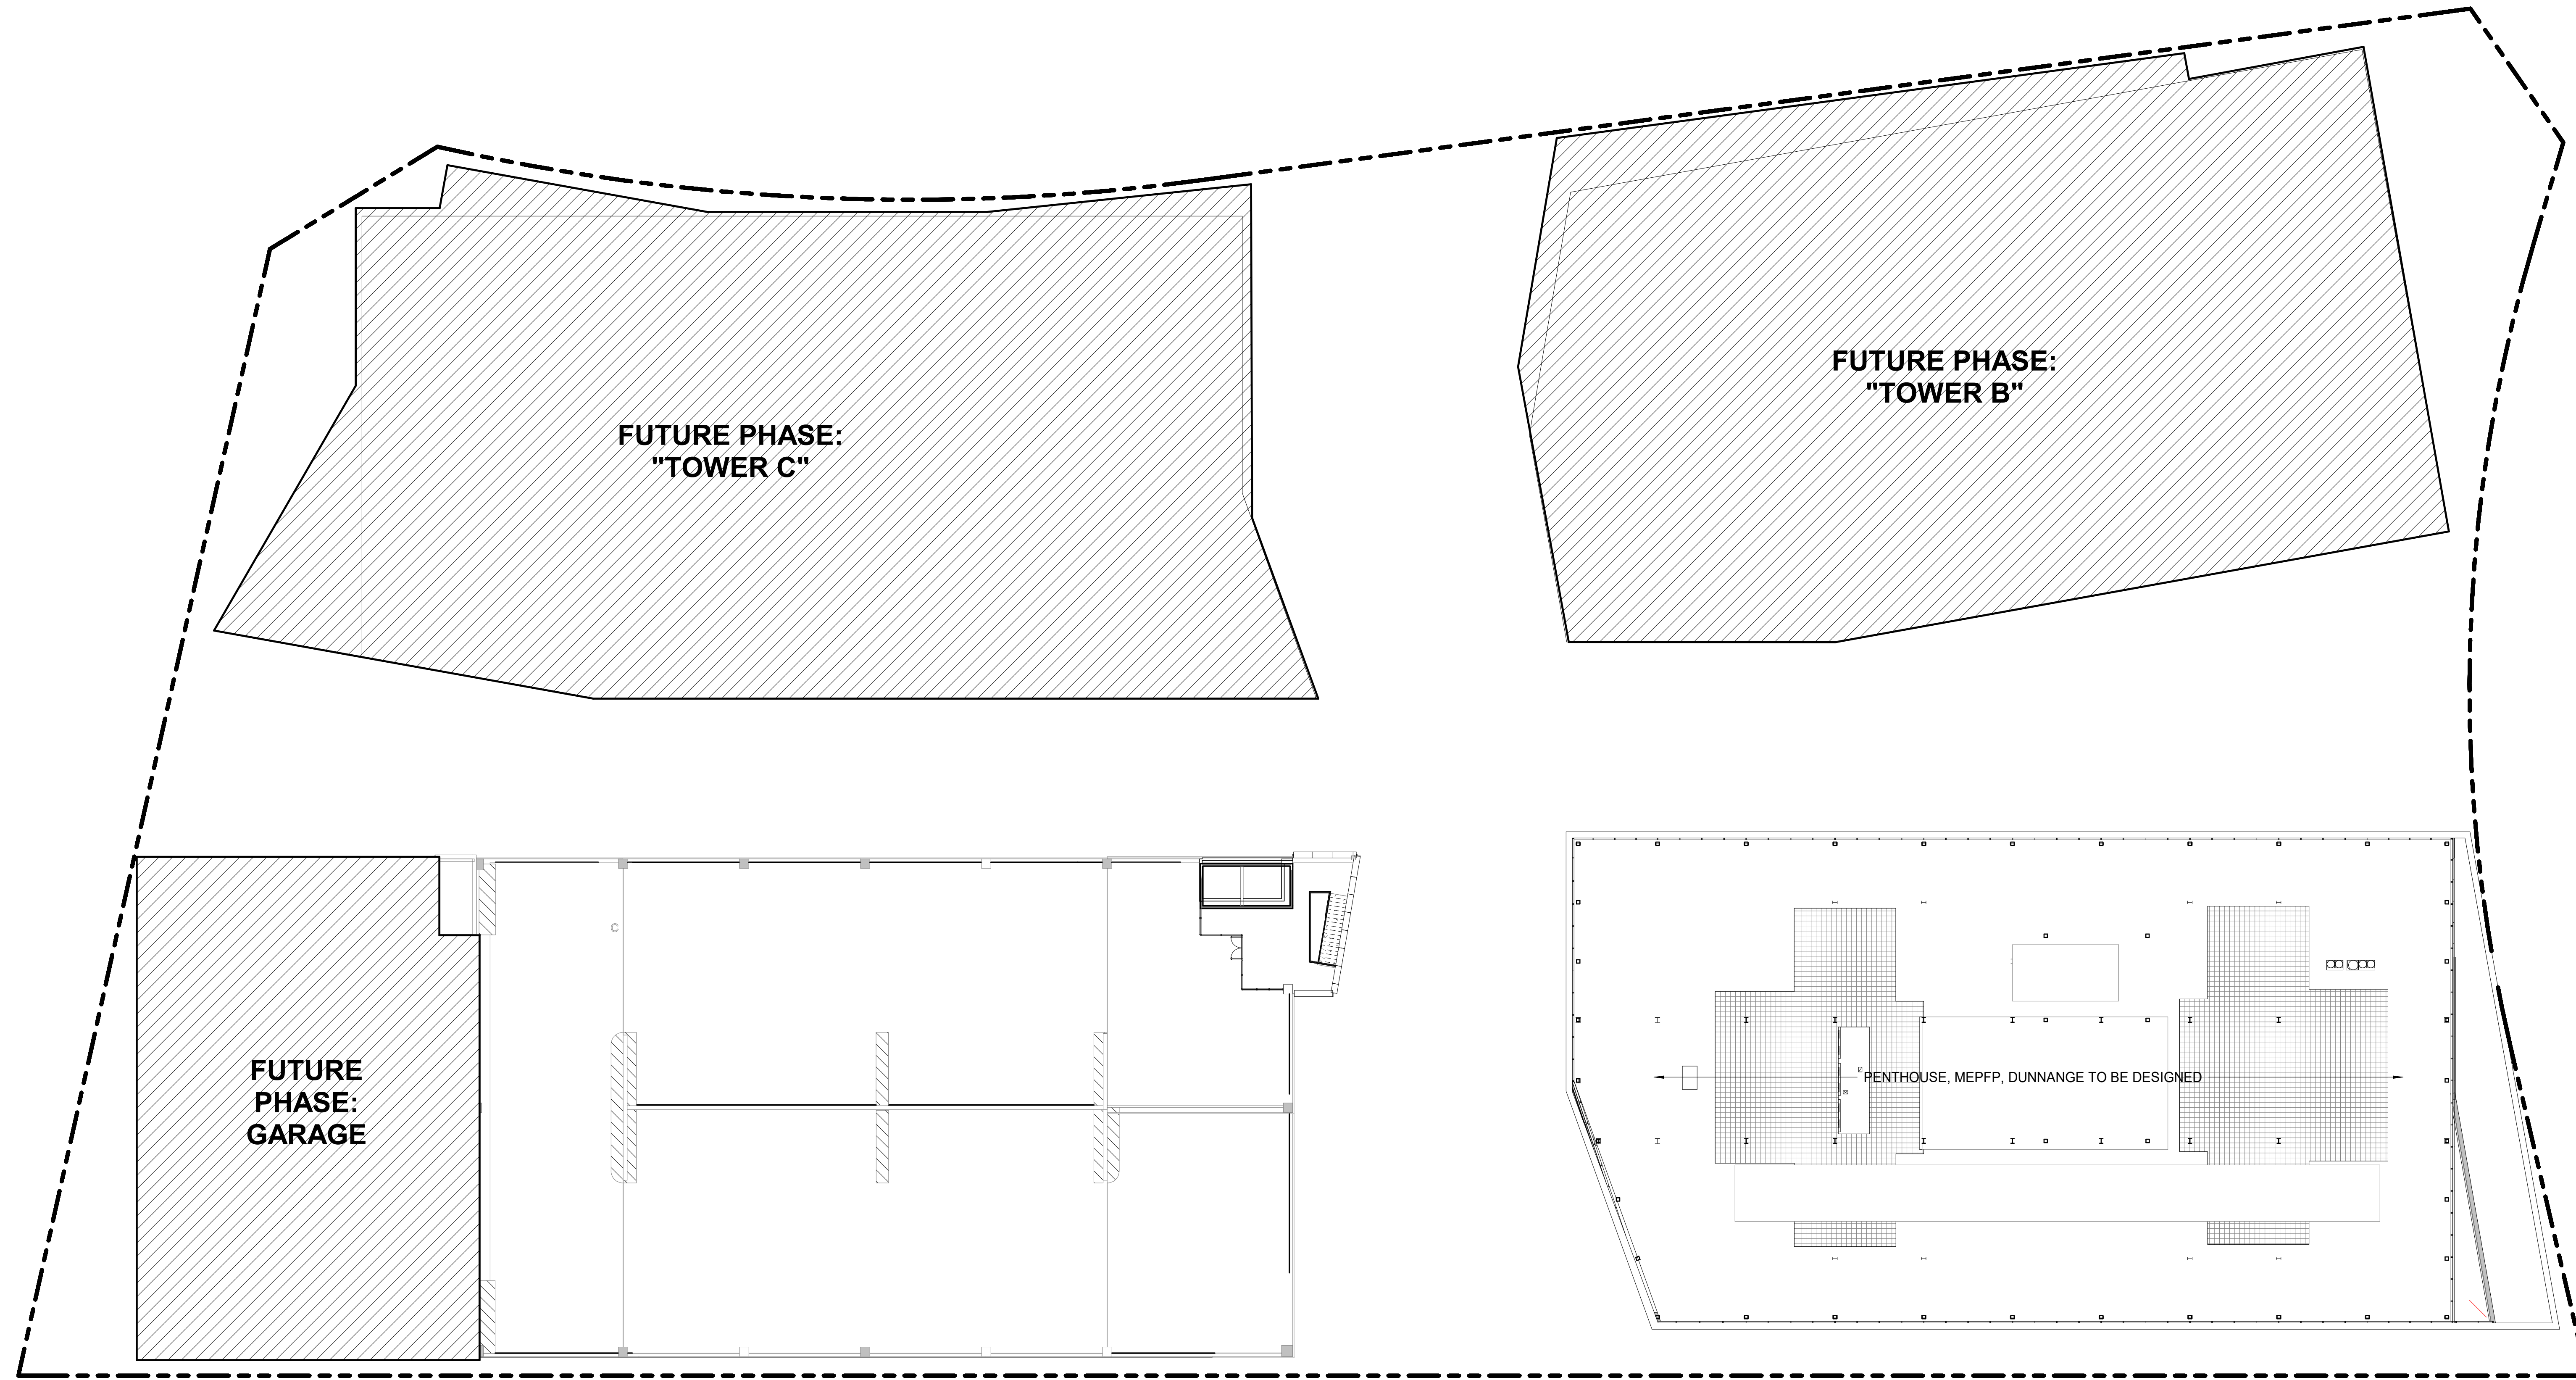 FUTURE PHASE:
"TOWER B"
FUTURE PHASE:
"TOWER C"
C
FUTURE
PHASE:
GARAGE
PENTHOUSE, MEPFP, DUNNANGE TO BE DESIGNED